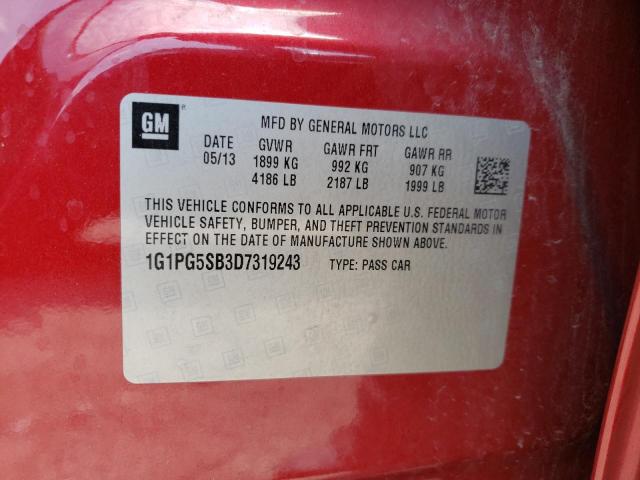 GM ®
MFD BY GENERAL MOTORS LLC
DATE GVWR GAWR FRT GAWR RR
05/13 1899 KG 992 KG 907 KG
4186 LB 2187 LB 1999 LB
THIS VEHICLE CONFORMS TO ALL APPLICABLE U.S. FEDERAL MOTOR
VEHICLE SAFETY, BUMPER, AND THEFT PREVENTION STANDARDS IN
EFFECT ON THE DATE OF MANUFACTURE SHOWN ABOVE.
1G1PG5SB3D7319243 TYPE: PASS CAR